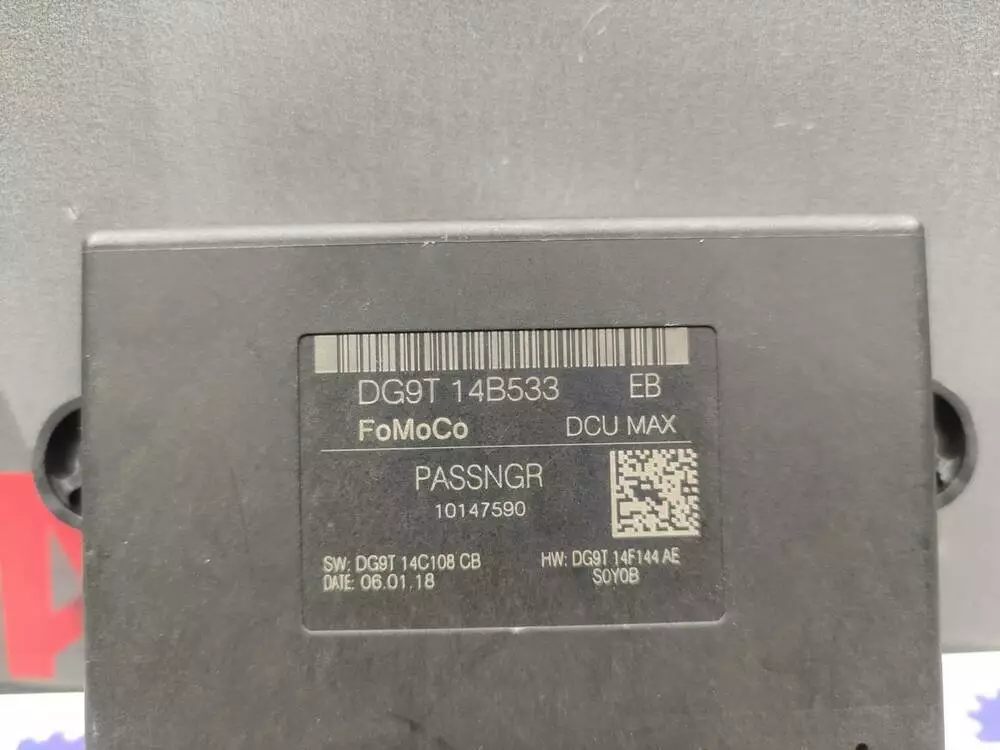 DG9T 14B533 EB
FoMoCo DCU MAX
PASSNGR
10147590
SW: DG9T 14C108 CB HW: DG9T 14F144 AE
DATE: 06.01.18 S0Y0B